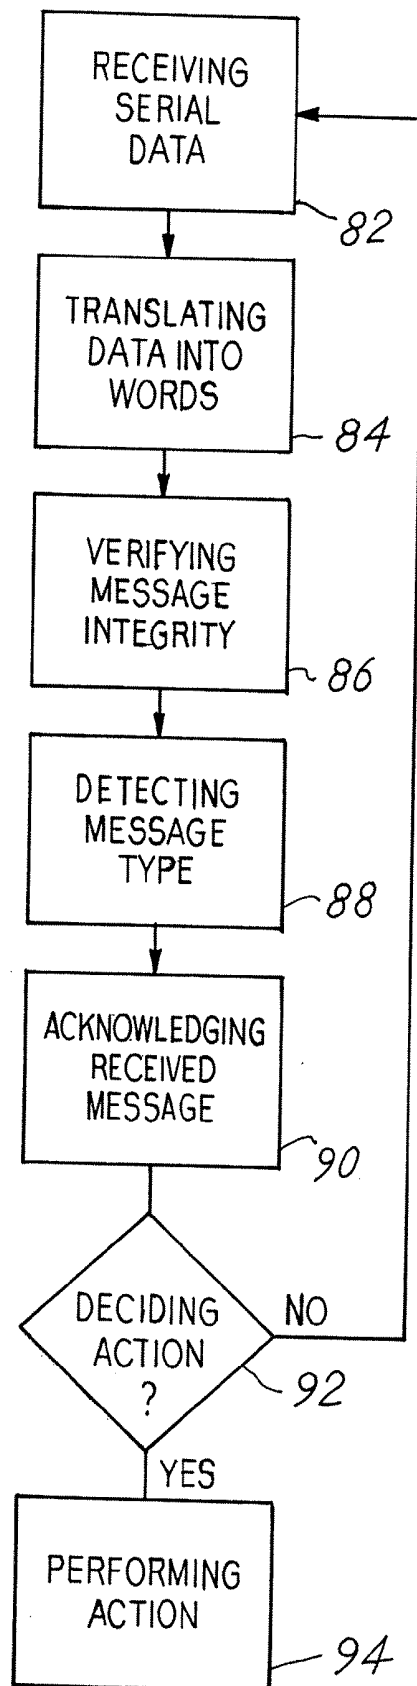 RECEIVING
SERIAL
DATA
82
TRANSLATING
DATA INTO
WORDS
84
VERIFYING
MESSAGE
INTEGRITY
86
DETECTING
MESSAGE
TYPE
88
ACKNOWLEDGING
RECEIVED
MESSAGE
90
DECIDING
ACTION
?
NO
92
YES
PERFORMING
ACTION
94